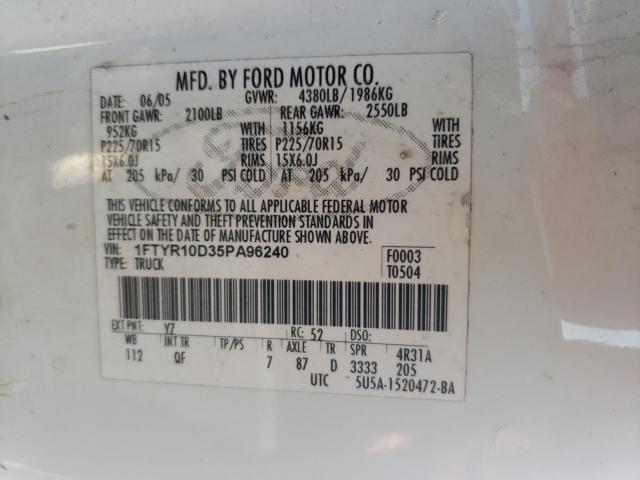 MFD. BY FORD MOTOR CO.
DATE: 06/05 GVWR: 4380LB/1986KG
FRONT GAWR: 2100LB REAR GAWR: 2550LB
952KG WITH 1156KG WITH
P225/70R15 TIRES P225/70R15 TIRES
15X6.0J RIMS 15X6.0J RIMS
AT 205 kPa/ 30 PSI COLD AT 205 kPa/ 30 PSI COLD
THIS VEHICLE CONFORMS TO ALL APPLICABLE FEDERAL MOTOR
VEHICLE SAFETY AND THEFT PREVENTION STANDARDS IN
EFFECT ON THE DATE OF MANUFACTURE SHOWN ABOVE.
VIN: 1FTYR10D35PA96240 F0003
TYPE: TRUCK T0504
EXT PNT: YZ RC: 52 DSO:
WB INT TR TP/PS R AXLE TR SPR 4R31A
112 QF 7 87 D 3333 205
UTC 5U5A-1520472-BA